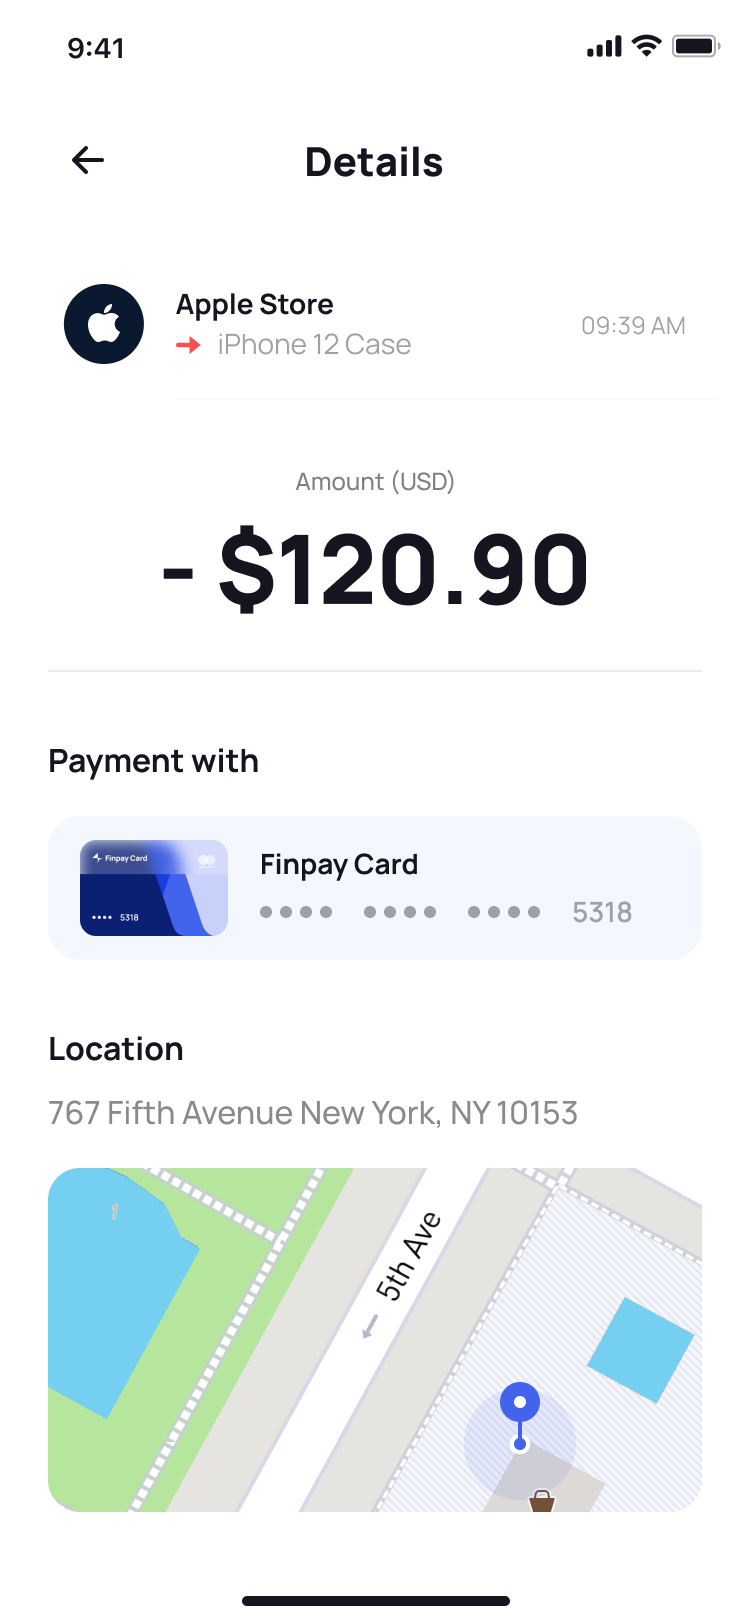 9:41
Details
Apple Store
iPhone 12 Case
09:39 AM
Amount (USD)
- $120.90
Payment with
Finpay Card
•••• 5318
Finpay Card
•••• •••• •••• 5318
Location
767 Fifth Avenue New York, NY 10153
1
5th Ave